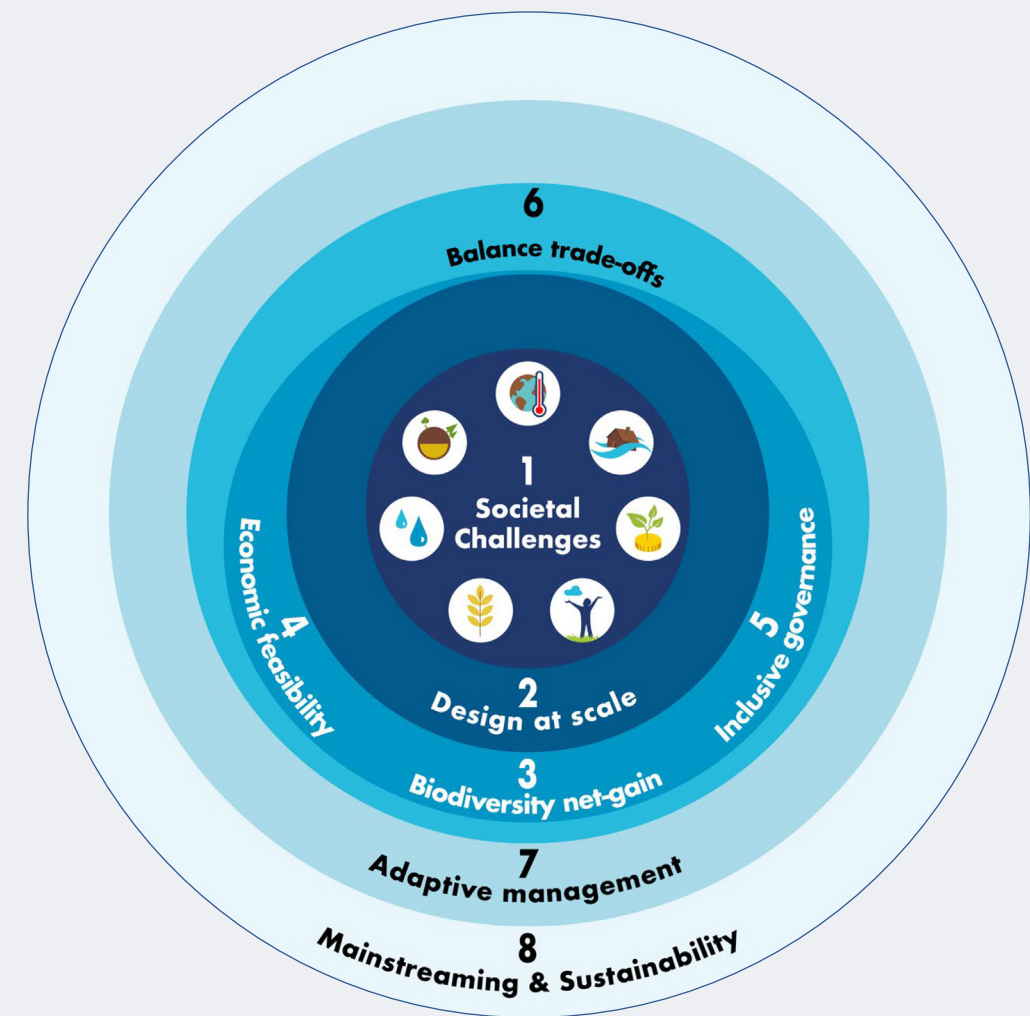 6
Balance trade-offs
1
Societal
Challenges
4
Economic feasibility
5
Inclusive governance
2
Design at scale
3
Biodiversity net-gain
7
Adaptive management
8
Mainstreaming & Sustainability